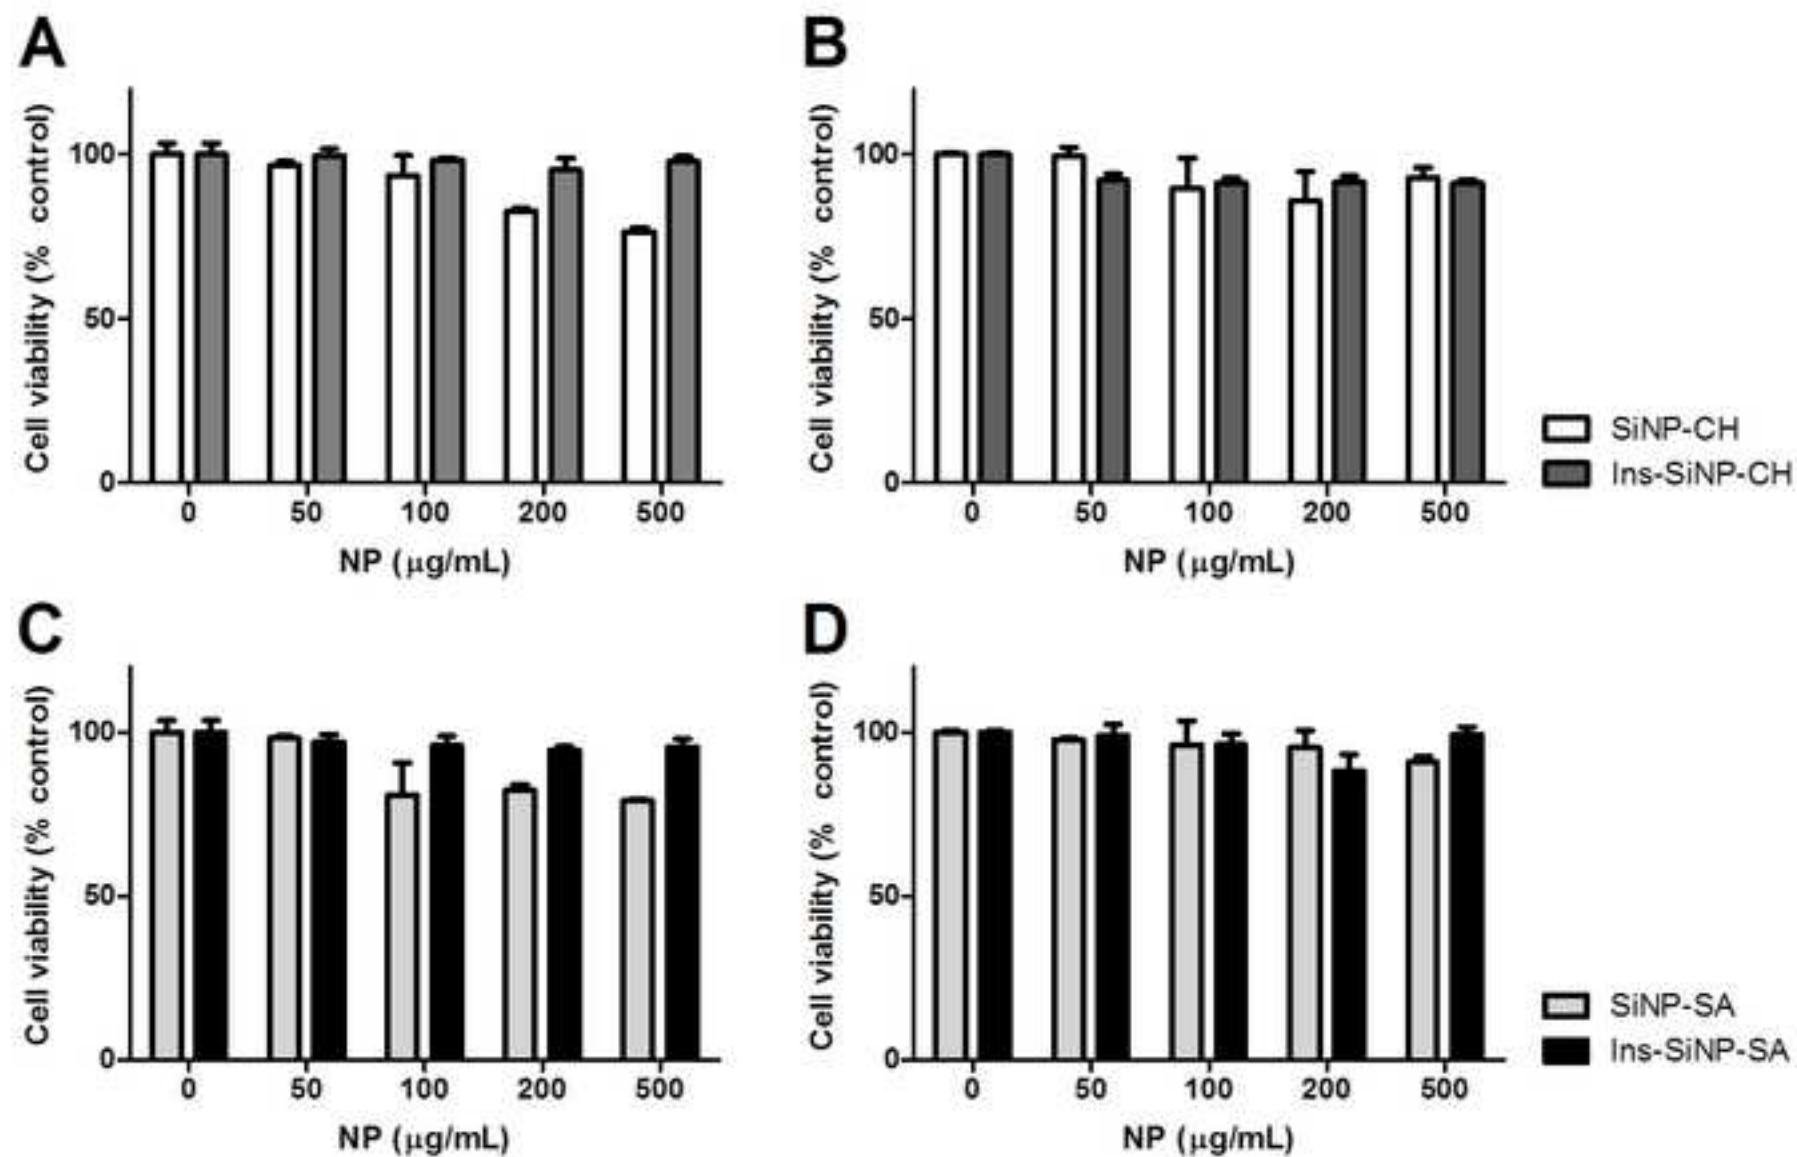 A
Cell viability (% control)
100
50
0
0 50 100 200 500
NP (µg/mL)
B
Cell viability (% control)
100
50
0
0 50 100 200 500
NP (µg/mL)
SiNP-CH
Ins-SiNP-CH
C
Cell viability (% control)
100
50
0
0 50 100 200 500
NP (µg/mL)
D
Cell viability (% control)
100
50
0
0 50 100 200 500
NP (µg/mL)
SiNP-SA
Ins-SiNP-SA